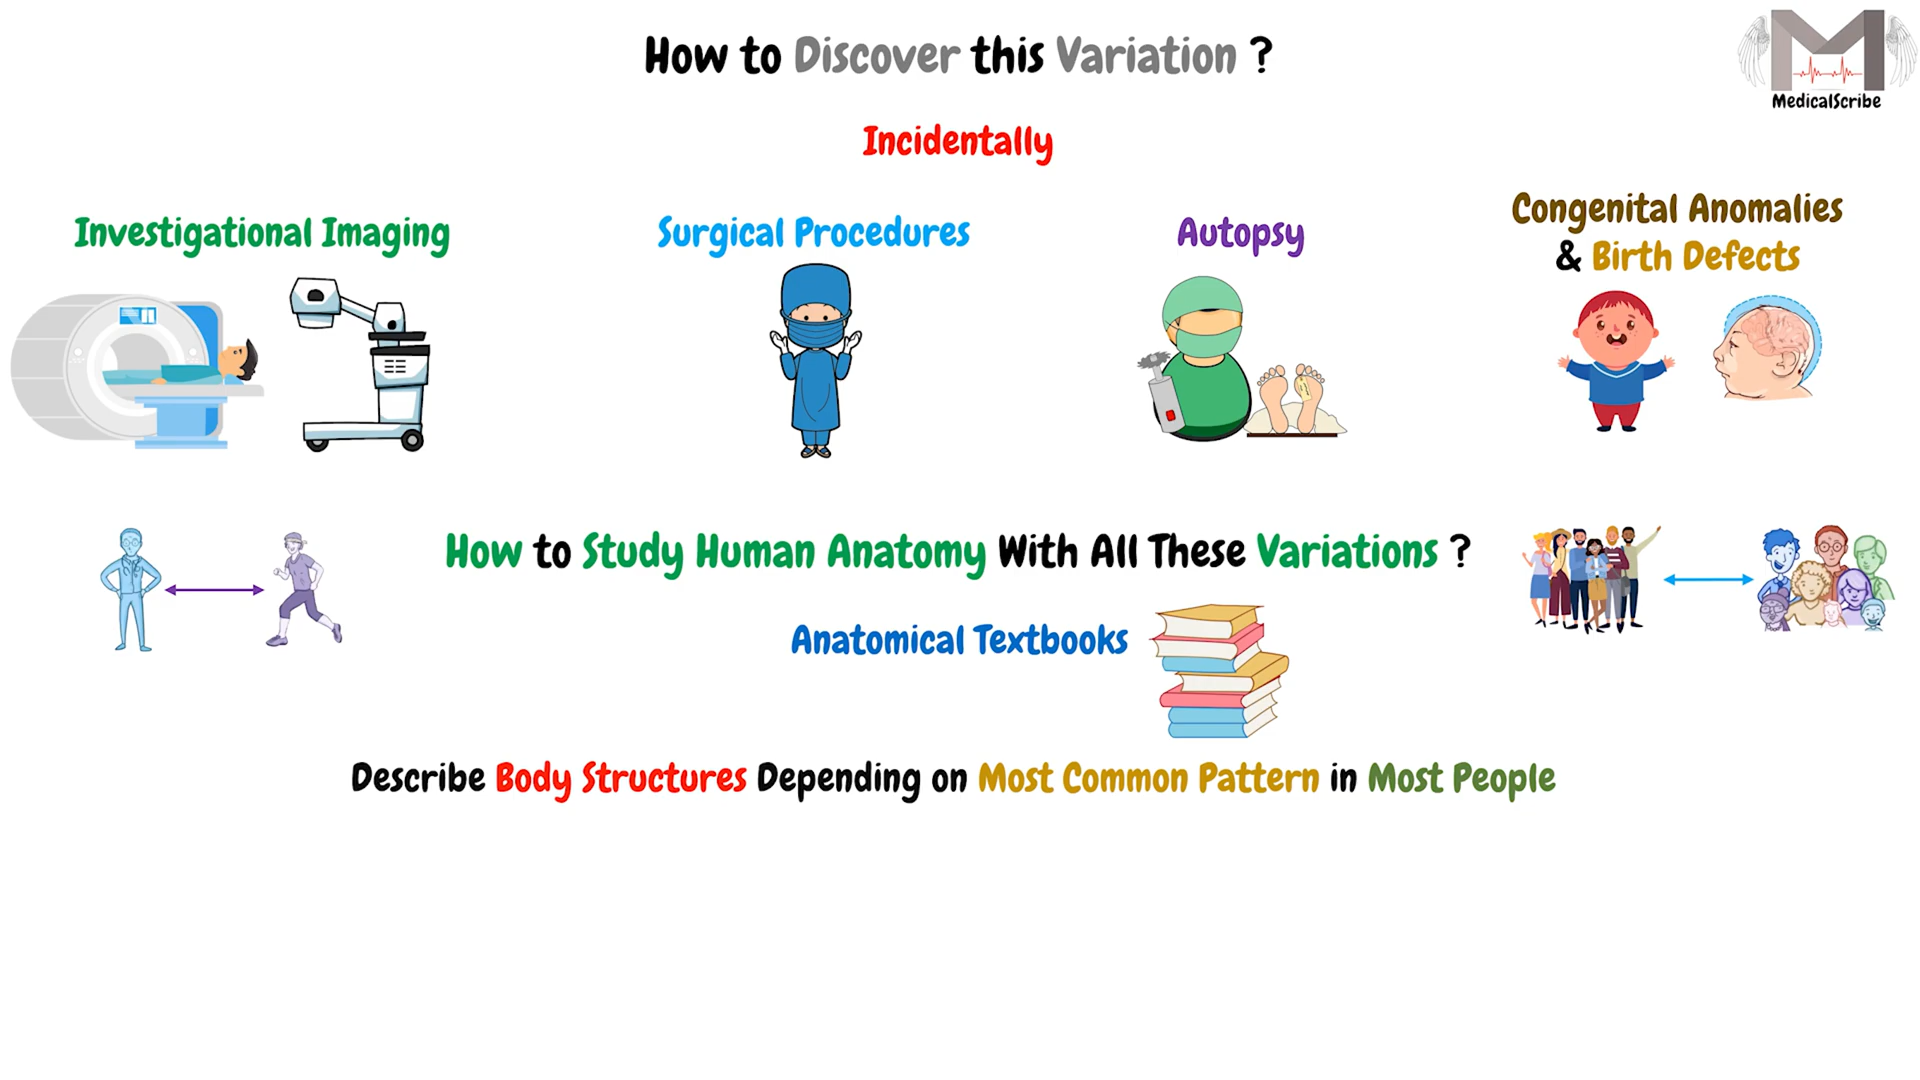 How to Discover this Variation ?
MedicalScribe
Incidentally
Investigational Imaging
Surgical Procedures
Autopsy
Congenital Anomalies
& Birth Defects
How to Study Human Anatomy With All These Variations ?
Anatomical Textbooks
Describe Body Structures Depending on Most Common Pattern in Most People